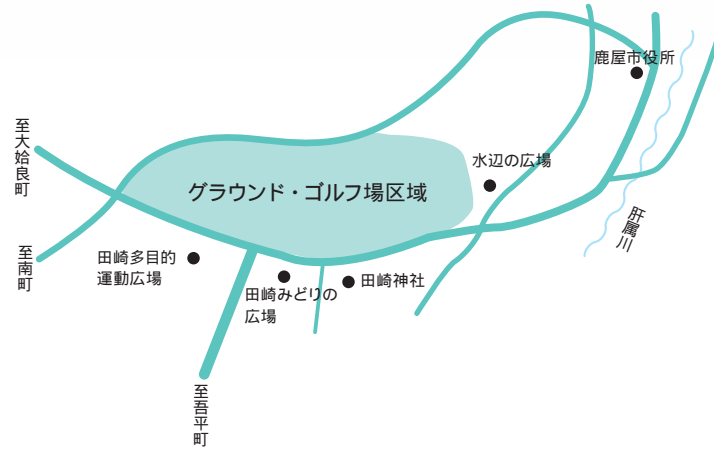 鹿屋市役所
至大姶良町
水辺の広場
グラウンド・ゴルフ場区域
肝属川
至南町
田崎多目的
運動広場
田崎みどりの
広場
田崎神社
至吾平町